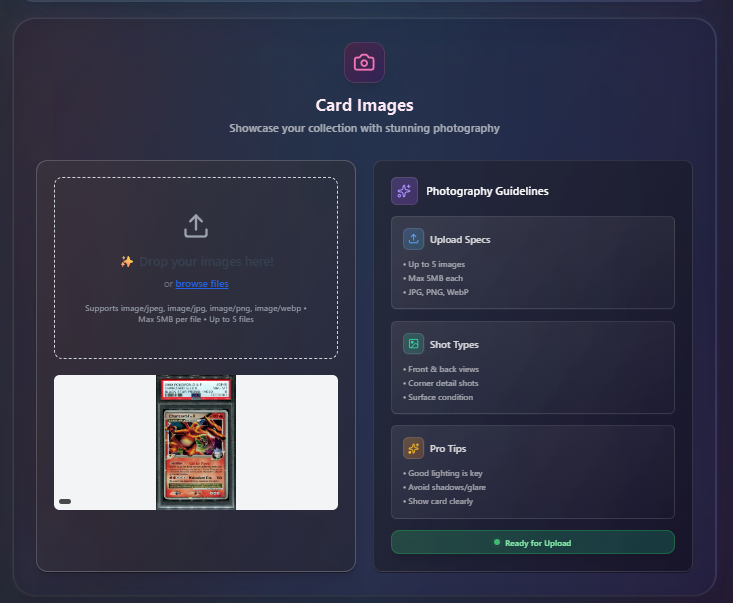 Card Images
Showcase your collection with stunning photography
✨ Drop your images here!
or browse files
Supports image/jpeg, image/jpg, image/png, image/webp •
Max 5MB per file • Up to 5 files
Charizard
Photography Guidelines
Upload Specs
• Up to 5 images
• Max 5MB each
• JPG, PNG, WebP
Shot Types
• Front & back views
• Corner detail shots
• Surface condition
Pro Tips
• Good lighting is key
• Avoid shadows/glare
• Show card clearly
Ready for Upload